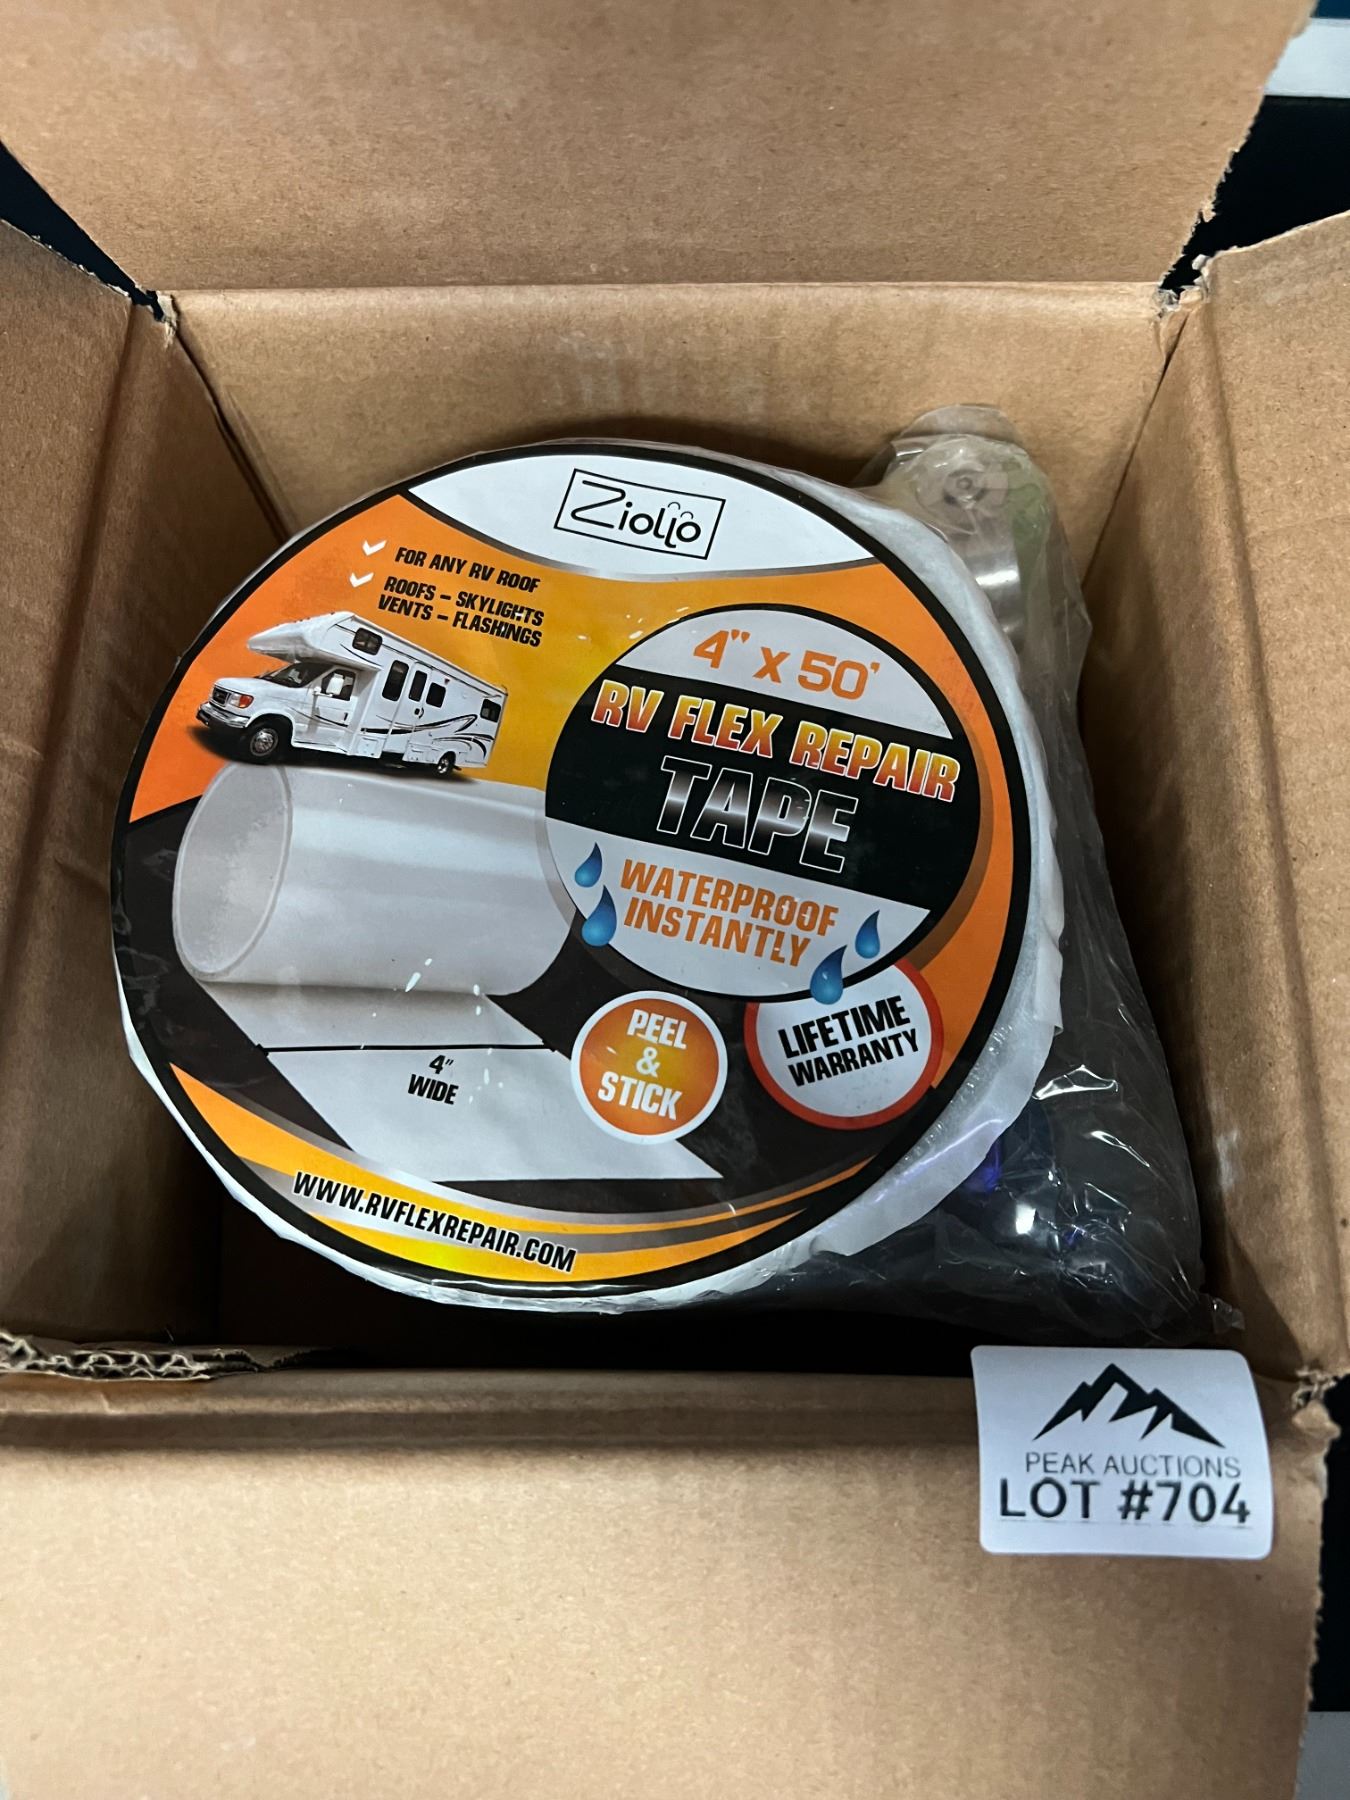 Ziollo
FOR ANY RV ROOF
ROOFS - SKYLIGHTS
VENTS - FLASHINGS
4" x 50'
RV FLEX REPAIR
TAPE
WATERPROOF
INSTANTLY
LIFETIME
WARRANTY
PEEL
&
STICK
4"
WIDE
WWW.RVFLEXREPAIR.COM
PEAK AUCTIONS
LOT #704